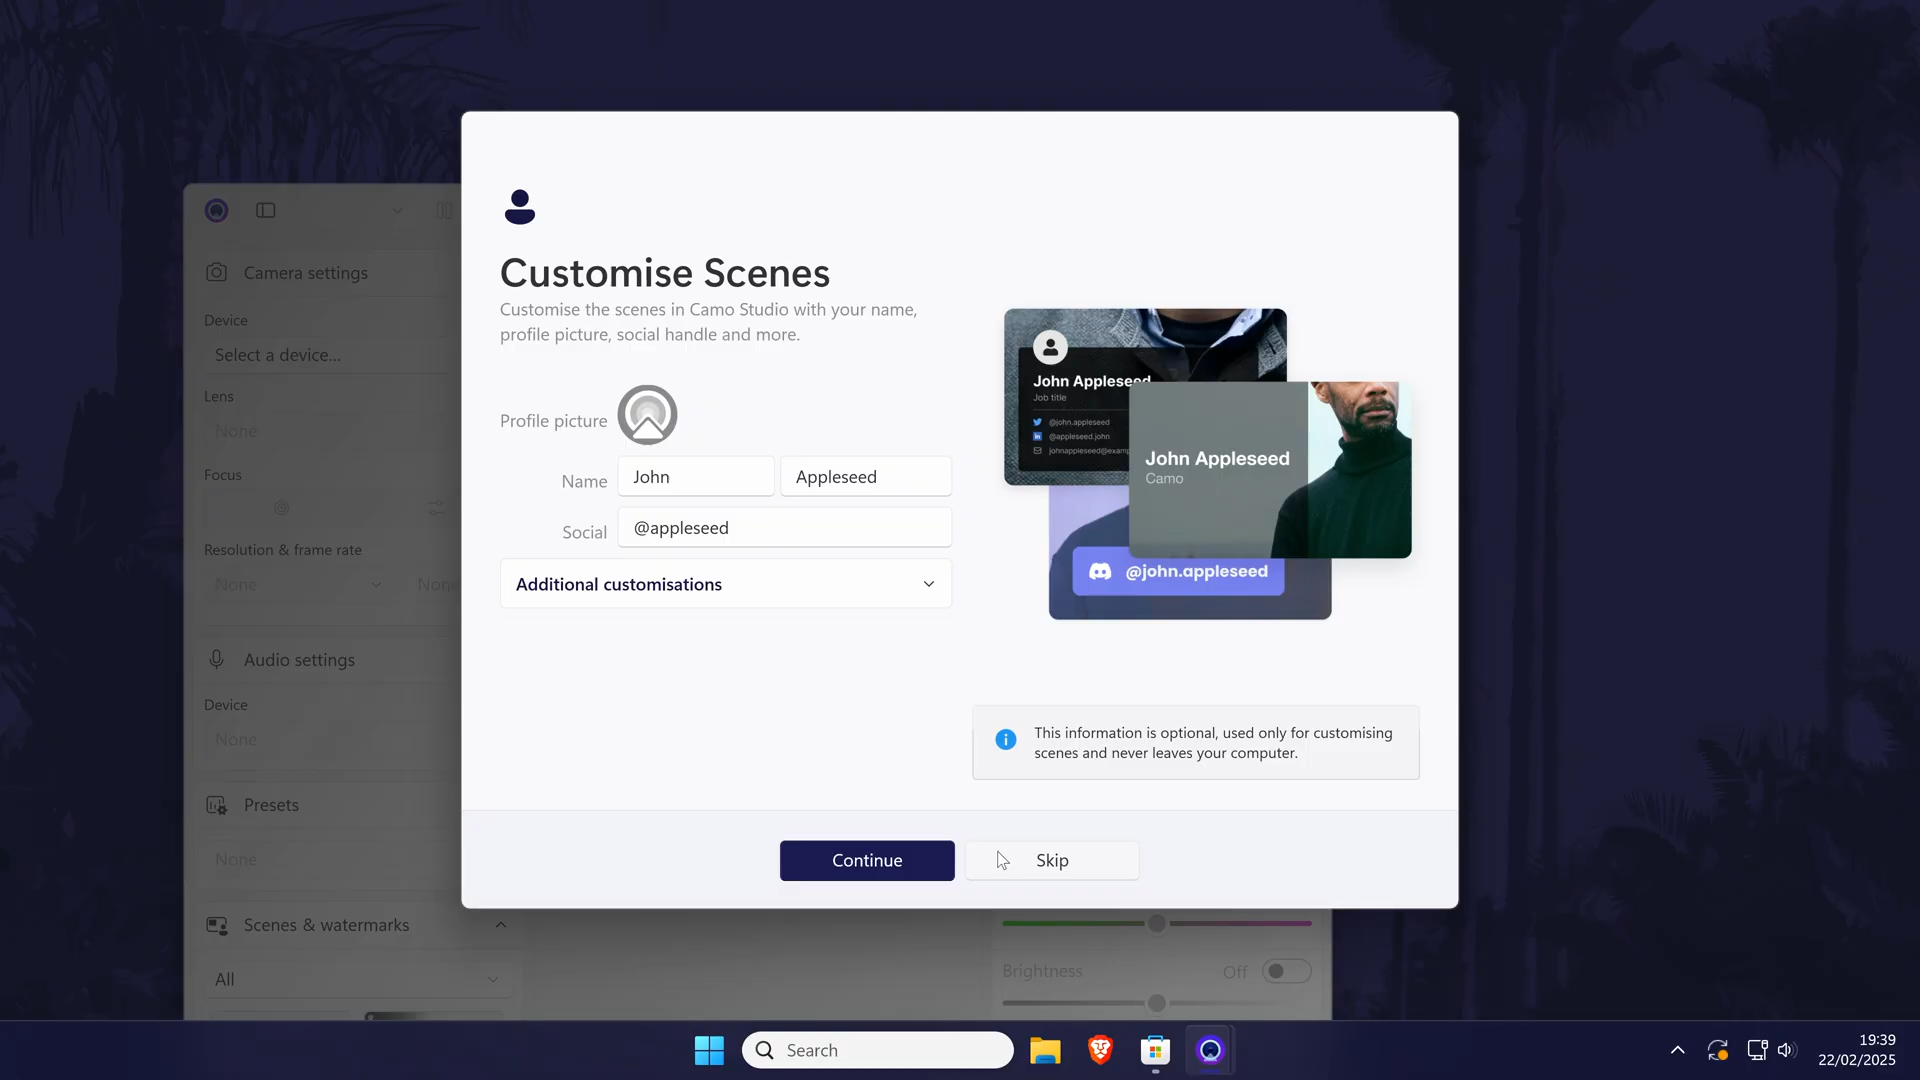 Camera settings
Device
Select a device...
Lens
None
Focus
Resolution & frame rate
None
None
Audio settings
Device
None
Presets
None
Scenes & watermarks
All
Customise Scenes
Customise the scenes in Camo Studio with your name,
profile picture, social handle and more.
Profile picture
Name
John
Appleseed
Social
@appleseed
Additional customisations
John Appleseed
Job title
@john.appleseed
@appleseed.john
johnappleseed@examp
John Appleseed
Camo
@john.appleseed
This information is optional, used only for customising
scenes and never leaves your computer.
Continue
Skip
Brightness
Off
Search
19:39
22/02/2025